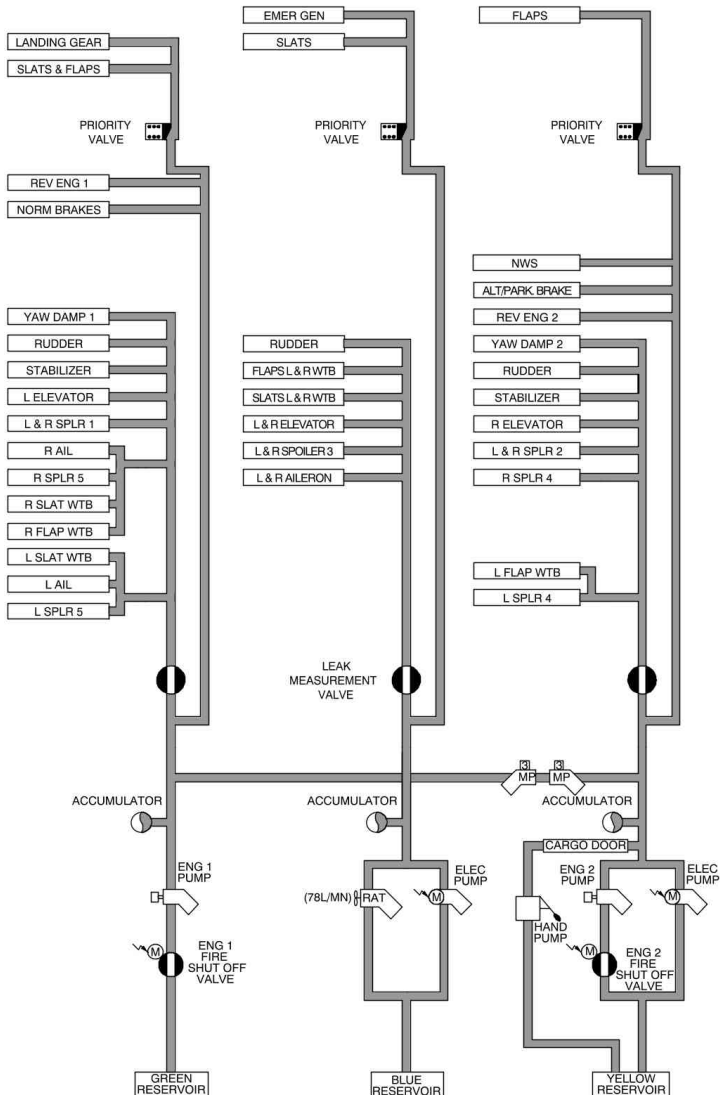 LANDING GEAR
SLATS & FLAPS
PRIORITY
VALVE
REV ENG 1
NORM BRAKES
YAW DAMP 1
RUDDER
STABILIZER
L ELEVATOR
L & R SPLR 1
R AIL
R SPLR 5
R SLAT WTB
R FLAP WTB
L SLAT WTB
L AIL
L SPLR 5
ACCUMULATOR
ENG 1
PUMP
M
ENG 1
FIRE
SHUT OFF
VALVE
GREEN
RESERVOIR
EMER GEN
SLATS
PRIORITY
VALVE
RUDDER
FLAPS L & R WTB
SLATS L & R WTB
L & R ELEVATOR
L & R SPOILER 3
L & R AILERON
LEAK
MEASUREMENT
VALVE
ACCUMULATOR
(78L/MN)
RAT
M
ELEC
PUMP
BLUE
RESERVOIR
FLAPS
PRIORITY
VALVE
NWS
ALT/PARK. BRAKE
REV ENG 2
YAW DAMP 2
RUDDER
STABILIZER
R ELEVATOR
L & R SPLR 2
R SPLR 4
L FLAP WTB
L SPLR 4
3
MP
3
MP
ACCUMULATOR
CARGO DOOR
HAND
PUMP
ENG 2
PUMP
M
ENG 2
FIRE
SHUT OFF
VALVE
ELEC
PUMP
M
YELLOW
RESERVOIR